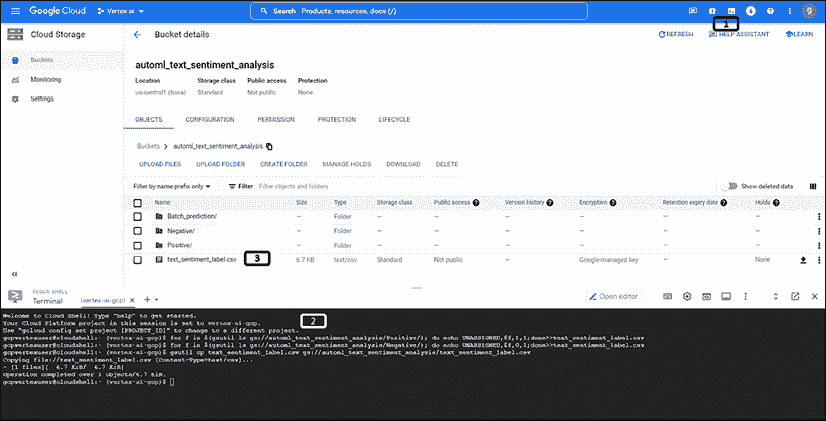 Google Cloud
Vertex ai
Search Products, resources, docs (/)
6
9
1
Cloud Storage
Bucket details
REFRESH
HELP ASSISTANT
LEARN
Buckets
Monitoring
Settings
automl_text_sentiment_analysis
Location Storage class Public access Protection
us-central1 (Iowa) Standard Not public None
OBJECTS CONFIGURATION PERMISSION PROTECTION LIFECYCLE
Buckets > automl_text_sentiment_analysis
UPLOAD FILES UPLOAD FOLDER CREATE FOLDER MANAGE HOLDS DOWNLOAD DELETE
Filter by name prefix only Filter Filter objects and folders Show deleted data
Name Size Type Storage class Public access Version history Encryption Retention expiry date Holds
Batch_prediction/ — Folder — — — — — —
Negative/ — Folder — — — — — —
Positive/ — Folder — — — — — —
text_sentiment_label.csv 3 6.7 KB text/csv Standard Not public — Google-managed key — None
CLOUD SHELL
Terminal (vertex-ai-gcp) × + Open editor
Welcome to Cloud Shell! Type "help" to get started. 2
Your Cloud Platform project in this session is set to vertex-ai-gcp.
Use "gcloud config set project [PROJECT_ID]" to change to a different project.
gcpvertexuser@cloudshell:~ (vertex-ai-gcp)$ for f in $(gsutil ls gs://automl_text_sentiment_analysis/Positive/); do echo UNASSIGNED,$f,1,1;done>>text_sentiment_label.csv
gcpvertexuser@cloudshell:~ (vertex-ai-gcp)$ for f in $(gsutil ls gs://automl_text_sentiment_analysis/Negative/); do echo UNASSIGNED,$f,0,1;done>>text_sentiment_label.csv
gcpvertexuser@cloudshell:~ (vertex-ai-gcp)$ gsutil cp text_sentiment_label.csv gs://automl_text_sentiment_analysis/text_sentiment_label.csv
Copying file://text_sentiment_label.csv [Content-Type=text/csv]...
- [1 files][ 6.7 KiB/ 6.7 KiB]
Operation completed over 1 objects/6.7 KiB.
gcpvertexuser@cloudshell:~ (vertex-ai-gcp)$